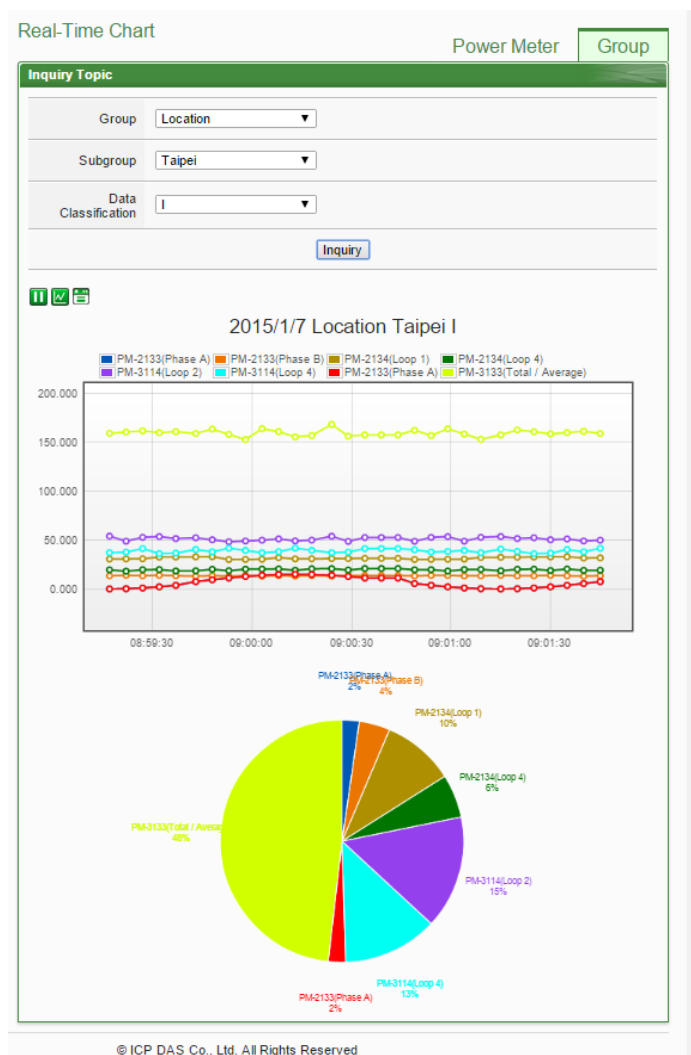 Real-Time Chart
Power Meter Group
Inquiry Topic
Group Location
Subgroup Taipei
Data
Classification I
Inquiry
2015/1/7 Location Taipei I
PM-2133(Phase A) PM-2133(Phase B) PM-2134(Loop 1) PM-2134(Loop 4)
PM-3114(Loop 2) PM-3114(Loop 4) PM-2133(Phase A) PM-3133(Total / Average)
200.000
150.000
100.000
50.000
0.000
08:59:30 09:00:00 09:00:30 09:01:00 09:01:30
PM-2133(Phase A)
2%
PM-2133(Phase B)
4%
PM-2134(Loop 1)
10%
PM-2134(Loop 4)
6%
PM-3133(Total / Average
48%
PM-3114(Loop 2)
15%
PM-3114(Loop 4)
13%
PM-2133(Phase A)
2%
© ICP DAS Co., Ltd. All Rights Reserved